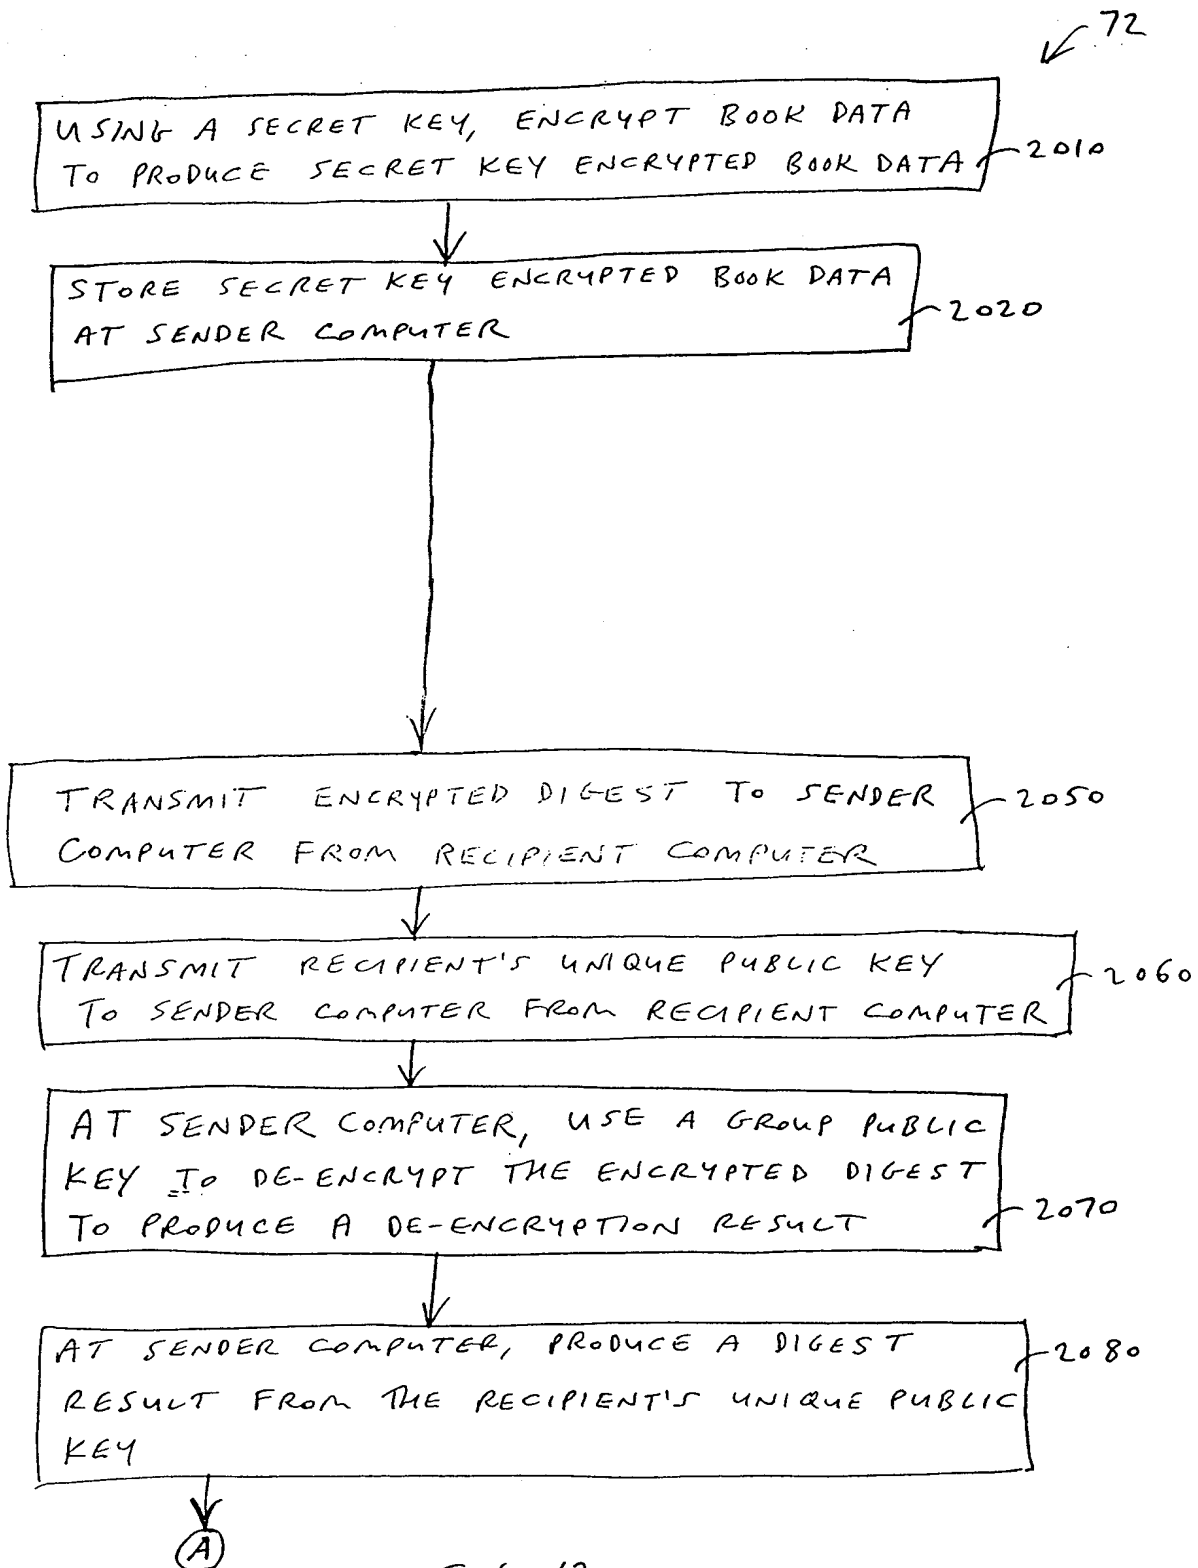 72
USING A SECRET KEY, ENCRYPT BOOK DATA
TO PRODUCE SECRET KEY ENCRYPTED BOOK DATA
2010
STORE SECRET KEY ENCRYPTED BOOK DATA
AT SENDER COMPUTER
2020
TRANSMIT ENCRYPTED DIGEST TO SENDER
COMPUTER FROM RECIPIENT COMPUTER
2050
TRANSMIT RECIPIENT'S UNIQUE PUBLIC KEY
TO SENDER COMPUTER FROM RECIPIENT COMPUTER
2060
AT SENDER COMPUTER, USE A GROUP PUBLIC
KEY TO DE-ENCRYPT THE ENCRYPTED DIGEST
TO PRODUCE A DE-ENCRYPTION RESULT
2070
AT SENDER COMPUTER, PRODUCE A DIGEST
RESULT FROM THE RECIPIENT'S UNIQUE PUBLIC
KEY
2080
A